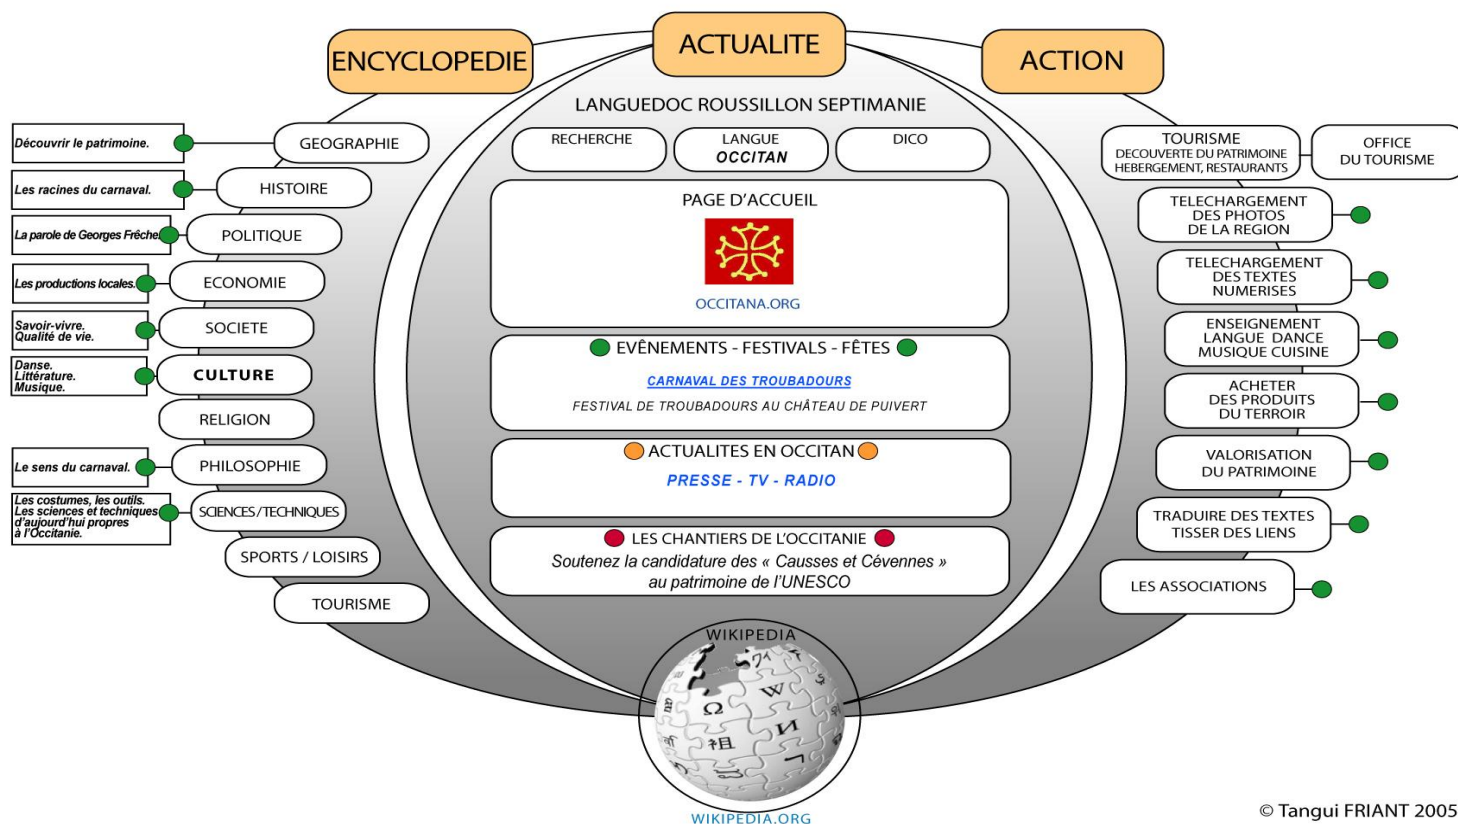 ENCYCLOPEDIE
ACTUALITE
ACTION
LANGUEDOC ROUSSILLON SEPTIMANIE
RECHERCHE
LANGUE
OCCITAN
DICO
PAGE D'ACCUEIL
OCCITANA.ORG
EVÊNEMENTS - FESTIVALS - FÊTES
CARNAVAL DES TROUBADOURS
FESTIVAL DE TROUBADOURS AU CHÂTEAU DE PUIVERT
ACTUALITES EN OCCITAN
PRESSE - TV - RADIO
LES CHANTIERS DE L'OCCITANIE
Soutenez la candidature des « Causses et Cévennes »
au patrimoine de l'UNESCO
Découvrir le patrimoine.
GEOGRAPHIE
Les racines du carnaval.
HISTOIRE
La parole de Georges Frêche.
POLITIQUE
Les productions locales.
ECONOMIE
Savoir-vivre.
Qualité de vie.
SOCIETE
Danse.
Littérature.
Musique.
CULTURE
RELIGION
Le sens du carnaval.
PHILOSOPHIE
Les costumes, les outils.
Les sciences et techniques
d'aujourd'hui propres
à l'Occitanie.
SCIENCES / TECHNIQUES
SPORTS / LOISIRS
TOURISME
TOURISME
DECOUVERTE DU PATRIMOINE
HEBERGEMENT, RESTAURANTS
OFFICE
DU TOURISME
TELECHARGEMENT
DES PHOTOS
DE LA REGION
TELECHARGEMENT
DES TEXTES
NUMERISES
ENSEIGNEMENT
LANGUE DANCE
MUSIQUE CUISINE
ACHETER
DES PRODUITS
DU TERROIR
VALORISATION
DU PATRIMOINE
TRADUIRE DES TEXTES
TISSER DES LIENS
LES ASSOCIATIONS
WIKIPEDIA
Ω
W
祖
И
WIKIPEDIA.ORG
© Tangui FRIANT 2005